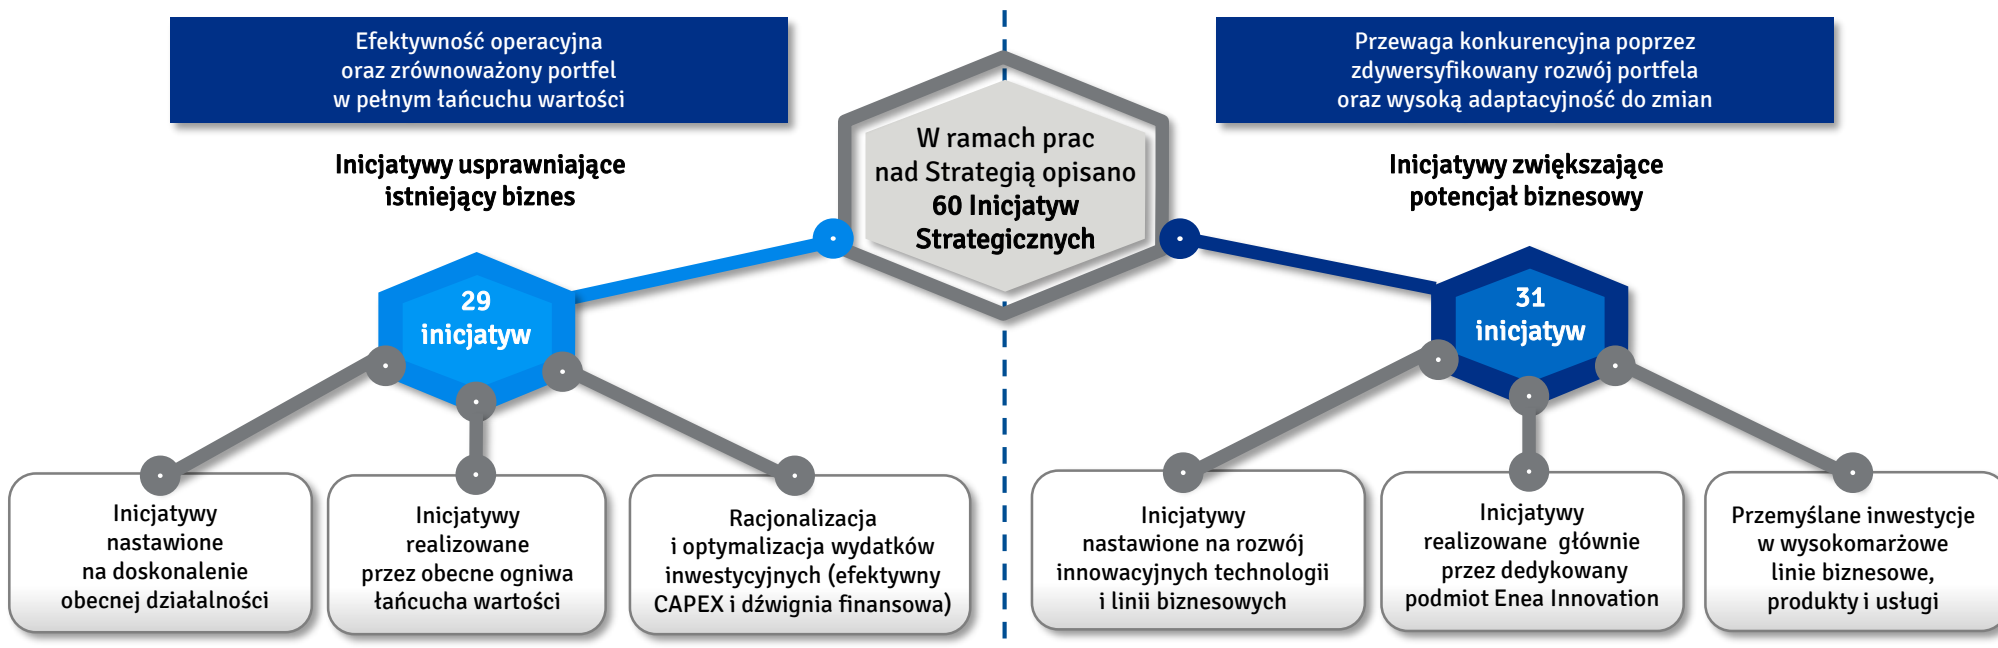 Efektywność operacyjna
oraz zrównoważony portfel
w pełnym łańcuchu wartości
Inicjatywy usprawniające
istniejący biznes
W ramach prac
nad Strategią opisano
60 Inicjatyw
Strategicznych
Przewaga konkurencyjna poprzez
zdywersyfikowany rozwój portfela
oraz wysoką adaptacyjność do zmian
Inicjatywy zwiększające
potencjał biznesowy
29
inicjatyw
31
inicjatyw
Inicjatywy
nastawione
na doskonalenie
obecnej działalności
Inicjatywy
realizowane
przez obecne ogniwa
łańcucha wartości
Racjonalizacja
i optymalizacja wydatków
inwestycyjnych (efektywny
CAPEX i dźwignia finansowa)
Inicjatywy
nastawione na rozwój
innowacyjnych technologii
i linii biznesowych
Inicjatywy
realizowane głównie
przez dedykowany
podmiot Enea Innovation
Przemyślane inwestycje
w wysokomarżowe
linie biznesowe,
produkty i usługi